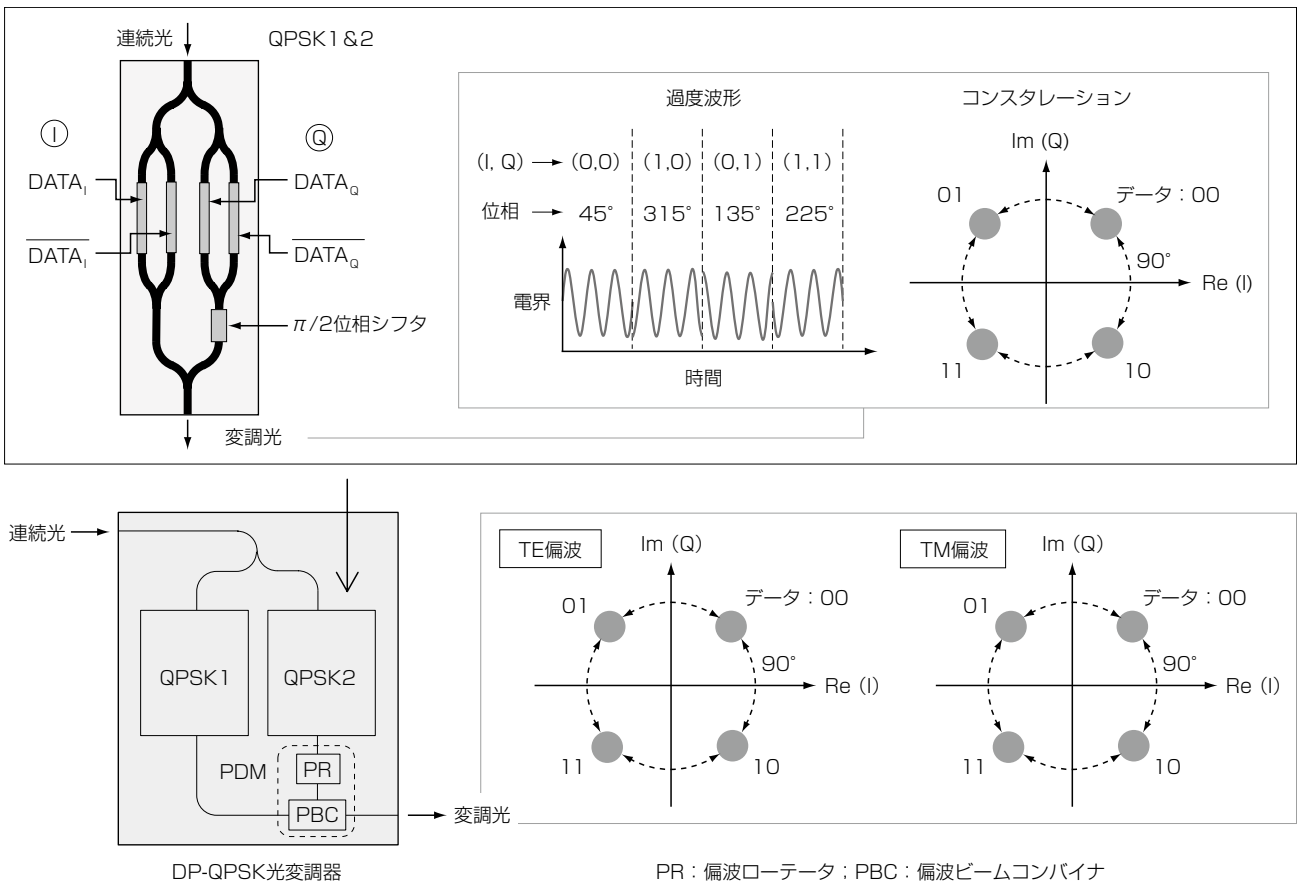 連続光
QPSK1&2
Ⓘ
Ⓠ
DATA_I
DATA_Q
D̅A̅T̅A̅_I
D̅A̅T̅A̅_Q
π/2位相シフタ
変調光
過度波形
(I, Q) (0,0) (1,0) (0,1) (1,1)
位相 45° 315° 135° 225°
電界
時間
コンスタレーション
Im (Q)
01
データ:00
90°
Re (I)
11
10
連続光
QPSK1
QPSK2
PDM
PR
PBC
変調光
DP-QPSK光変調器
TE偏波
Im (Q)
01
データ:00
90°
Re (I)
11
10
TM偏波
Im (Q)
01
データ:00
90°
Re (I)
11
10
PR:偏波ローテータ;PBC:偏波ビームコンバイナ